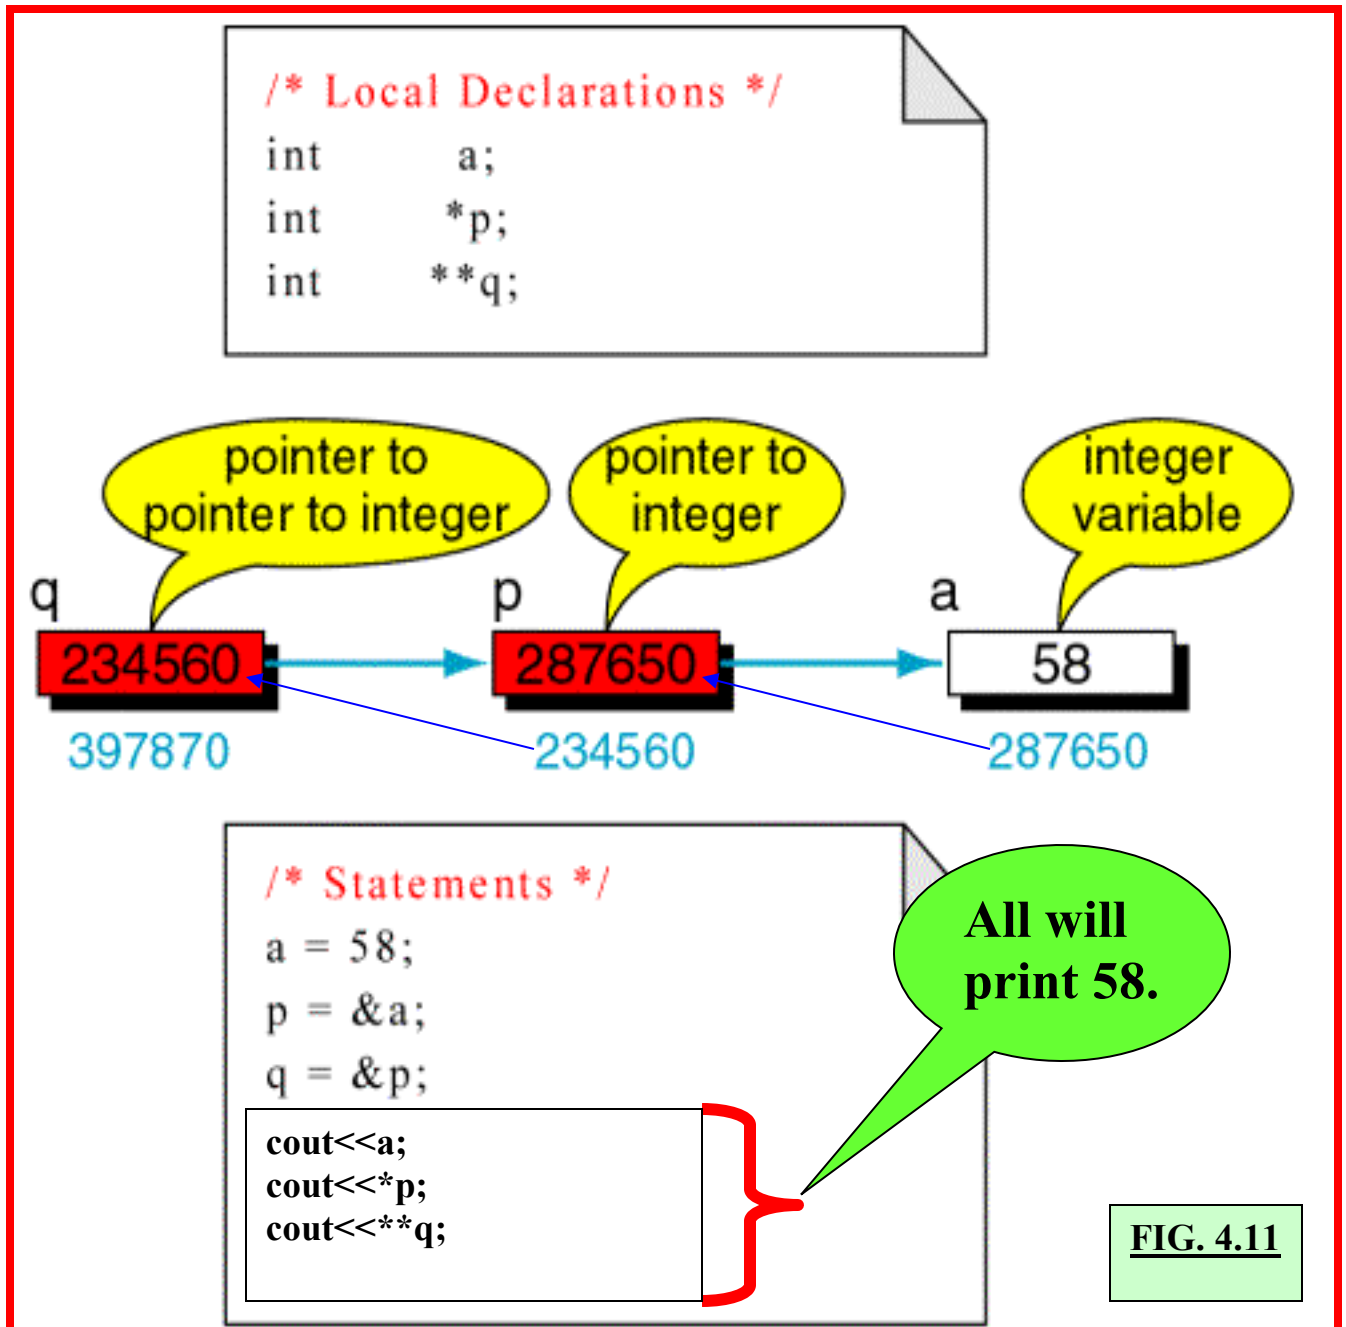 /* Local Declarations */
int a;
int *p;
int **q;
pointer to
pointer to integer
pointer to
integer
integer
variable
q
p
a
234560
287650
58
397870
234560
287650
/* Statements */
a = 58;
p = &a;
q = &p;
cout<<a;
cout<<*p;
cout<<**q;
All will
print 58.
FIG. 4.11